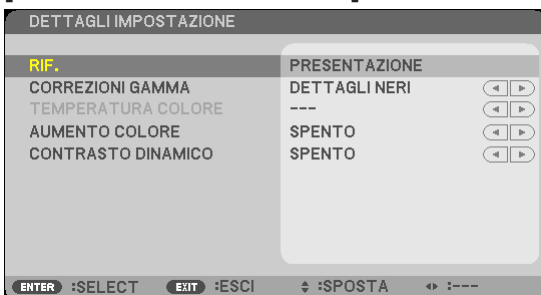 DETTAGLI IMPOSTAZIONE
RIF. PRESENTAZIONE
CORREZIONI GAMMA DETTAGLI NERI
TEMPERATURA COLORE ---
AUMENTO COLORE SPENTO
CONTRASTO DINAMICO SPENTO
ENTER :SELECT EXIT :ESCI :SPOSTA :---